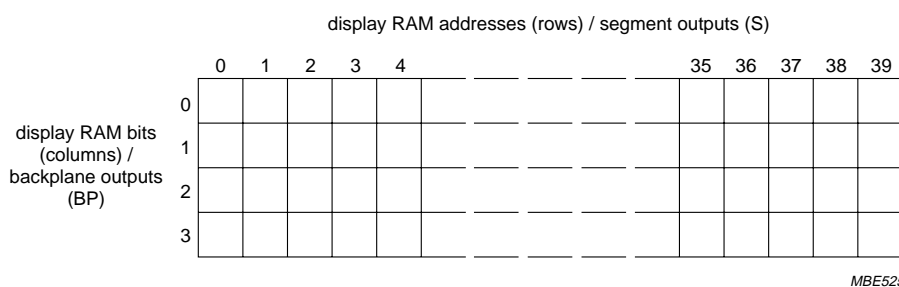 display RAM addresses (rows) / segment outputs (S)
0 1 2 3 4 35 36 37 38 39
0
display RAM bits
(columns) /
backplane outputs
(BP)
1
2
3
MBE525